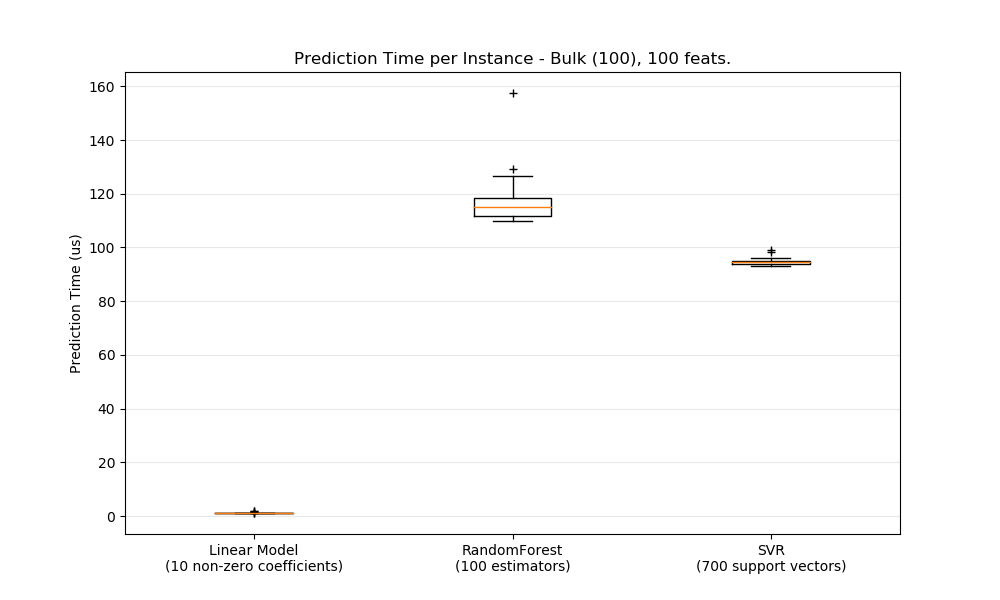 Prediction Time per Instance - Bulk (100), 100 feats.
Prediction Time (us)
160
140
120
100
80
60
40
20
0
Linear Model
(10 non-zero coefficients)
RandomForest
(100 estimators)
SVR
(700 support vectors)